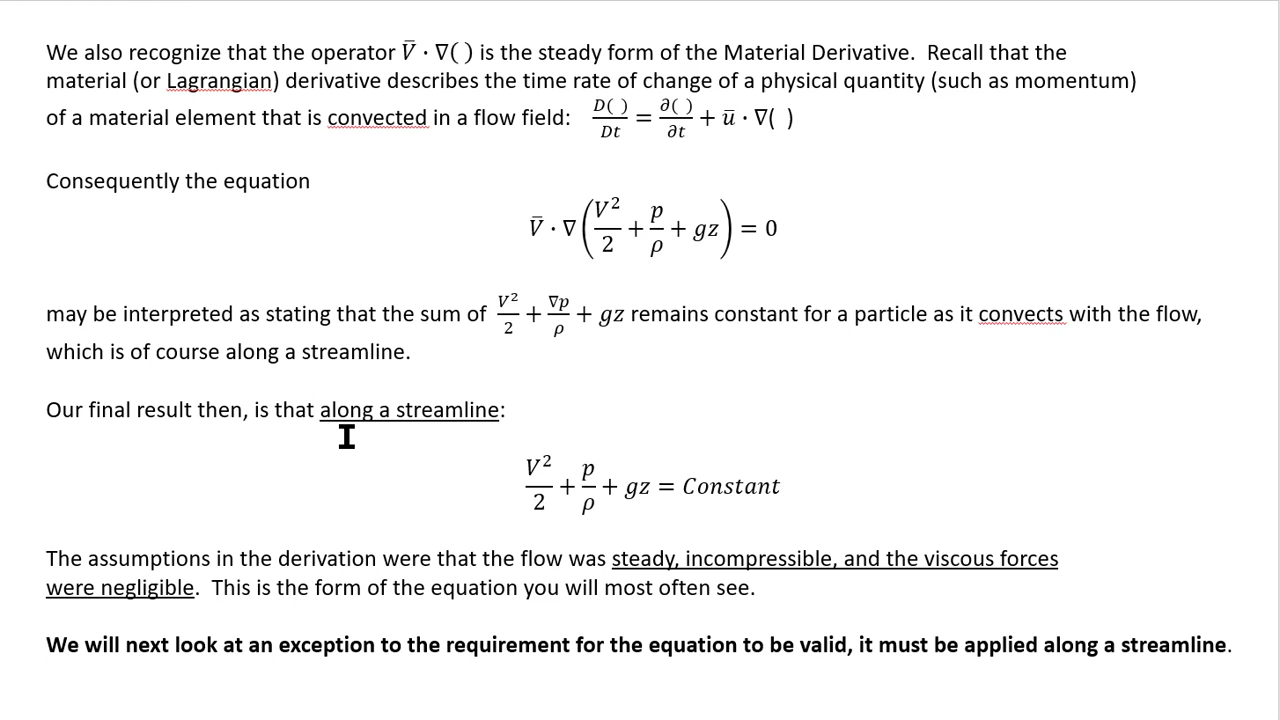 We also recognize that the operator V̄ · ∇( ) is the steady form of the Material Derivative. Recall that the
material (or Lagrangian) derivative describes the time rate of change of a physical quantity (such as momentum)
of a material element that is convected in a flow field: D( )/Dt = ∂( )/∂t + ū · ∇( )
Consequently the equation
V̄ · ∇(V²/2 + p/ρ + gz) = 0
may be interpreted as stating that the sum of V²/2 + ∇p/ρ + gz remains constant for a particle as it convects with the flow,
which is of course along a streamline.
Our final result then, is that along a streamline:
V²/2 + p/ρ + gz = Constant
The assumptions in the derivation were that the flow was steady, incompressible, and the viscous forces
were negligible. This is the form of the equation you will most often see.
We will next look at an exception to the requirement for the equation to be valid, it must be applied along a streamline.